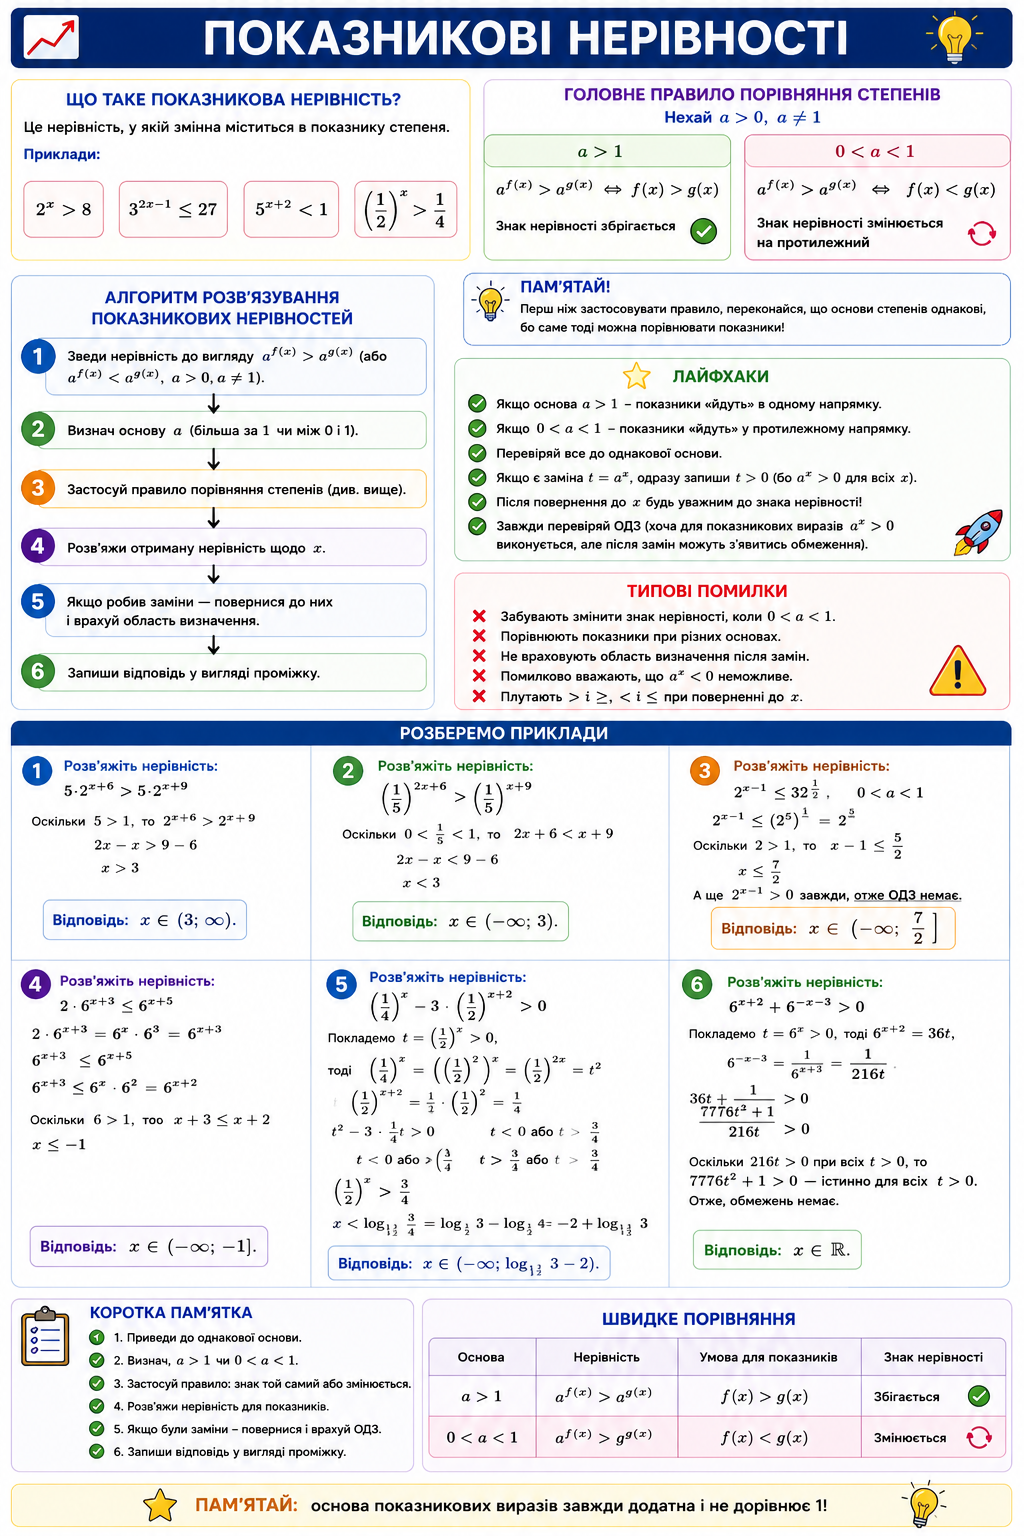 ПОКАЗНИКОВІ НЕРІВНОСТІ
ЩО ТАКЕ ПОКАЗНИКОВА НЕРІВНІСТЬ?
Це нерівність, у якій змінна міститься в показнику степеня.
Приклади:
2^x > 8
3^{2x−1} ≤ 27
5^{x+2} < 1
(1/2)^x > 1/4
ГОЛОВНЕ ПРАВИЛО ПОРІВНЯННЯ СТЕПЕНІВ
Нехай a > 0, a ≠ 1
a > 1
a^{f(x)} > a^{g(x)} ⇔ f(x) > g(x)
Знак нерівності збрігається
0 < a < 1
a^{f(x)} > a^{g(x)} ⇔ f(x) < g(x)
Знак нерівності змінюється
на протилежний
АЛГОРИТМ РОЗВ'ЯЗУВАННЯ
ПОКАЗНИКОВИХ НЕРІВНОСТЕЙ
1 Зведи нерівність до вигляду a^{f(x)} > a^{g(x)} (або
a^{f(x)} < a^{g(x)}, a > 0, a ≠ 1).
2 Визнач основу a (більша за 1 чи між 0 і 1).
3 Застосуй правило порівняння степенів (див. вище).
4 Розв'яжи отриману нерівність щодо x.
5 Якщо робив заміни — повернися до них
і врахуй область визначення.
6 Запиши відповідь у вигляді проміжку.
ПАМ'ЯТАЙ!
Перш ніж застосовувати правило, переконайся, що основи степенів однакові,
бо саме тоді можна порівнювати показники!
ЛАЙФХАКИ
Якщо основа a > 1 – показники «йдуть» в одному напрямку.
Якщо 0 < a < 1 – показники «йдуть» у протилежному напрямку.
Перевіряй все до однакової основи.
Якщо є заміна t = a^x, одразу запиши t > 0 (бо a^x > 0 для всіх x).
Після повернення до x будь уважним до знака нерівності!
Завжди перевіряй ОДЗ (хоча для показникових виразів a^x > 0
виконується, але після замін можуть з'явитись обмеження).
ТИПОВІ ПОМИЛКИ
Забувають змінити знак нерівності, коли 0 < a < 1.
Порівнюють показники при різних основах.
Не враховують область визначення після замін.
Помилково вважають, що a^x < 0 неможливе.
Плутають > і ≥, < і ≤ при поверненні до x.
РОЗБЕРЕМО ПРИКЛАДИ
1 Розв'яжіть нерівність:
5·2^{x+6} > 5·2^{x+9}
Оскільки 5 > 1, то 2^{x+6} > 2^{x+9}
2x − x > 9 − 6
x > 3
Відповідь: x ∈ (3; ∞).
2 Розв'яжіть нерівність:
(1/5)^{2x+6} > (1/5)^{x+9}
Оскільки 0 < 1/5 < 1, то 2x + 6 < x + 9
2x − x < 9 − 6
x < 3
Відповідь: x ∈ (−∞; 3).
3 Розв'яжіть нерівність:
2^{x−1} ≤ 32^{1/2}, 0 < a < 1
2^{x−1} ≤ (2^5) = 2
Оскільки 2 > 1, то x − 1 ≤ 5/2
x ≤ 7/2
А ще 2^{x−1} > 0 завжди, отже ОДЗ немає.
Відповідь: x ∈ (−∞; 7/2]
4 Розв'яжіть нерівність:
2 · 6^{x+3} ≤ 6^{x+5}
2 · 6^{x+3} = 6^x · 6^3 = 6^{x+3}
6^{x+3} ≤ 6^{x+5}
6^{x+3} ≤ 6^x · 6^2 = 6^{x+2}
Оскільки 6 > 1, тоо x + 3 ≤ x + 2
x ≤ −1
Відповідь: x ∈ (−∞; −1].
5 Розв'яжіть нерівність:
(1/4)^x − 3 · (1/2)^{x+2} > 0
Покладемо t = (1/2)^x > 0,
тоді (1/4)^x = ((1/2)^2)^x = (1/2)^{2x} = t^2
(1/2)^{x+2} = 1/2 · (1/2)^2 = 1/4
t^2 − 3 · 1/4 t > 0 t < 0 або t > 3/4
t < 0 або > (3/4 t > 3/4 або t > 3/4
(1/2)^x > 3/4
x < log 3/4 = log 3 − log 4= −2 + log 3
Відповідь: x ∈ (−∞; log 3 − 2).
6 Розв'яжіть нерівність:
6^{x+2} + 6^{−x−3} > 0
Покладемо t = 6^x > 0, тоді 6^{x+2} = 36t,
6^{−x−3} = 1/6^{x+3} = 1/216t
36t + 1 > 0
7776t^2 + 1/216t > 0
Оскільки 216t > 0 при всіх t > 0, то
7776t^2 + 1 > 0 — істинно для всіх t > 0.
Отже, обмежень немає.
Відповідь: x ∈ ℝ.
КОРОТКА ПАМ'ЯТКА
1. Приведи до однакової основи.
2. Визнач, a > 1 чи 0 < a < 1.
3. Застосуй правило: знак той самий або змінюється.
4. Розв'яжи нерівність для показників.
5. Якщо були заміни – повернися і врахуй ОДЗ.
6. Запиши відповідь у вигляді проміжку.
ШВИДКЕ ПОРІВНЯННЯ
Основа Нерівність Умова для показників Знак нерівності
a > 1 a^{f(x)} > a^{g(x)} f(x) > g(x) Збігається
0 < a < 1 a^{f(x)} > g^{g(x)} f(x) < g(x) Змінюється
ПАМ'ЯТАЙ: основа показникових виразів завжди додатна і не дорівнює 1!